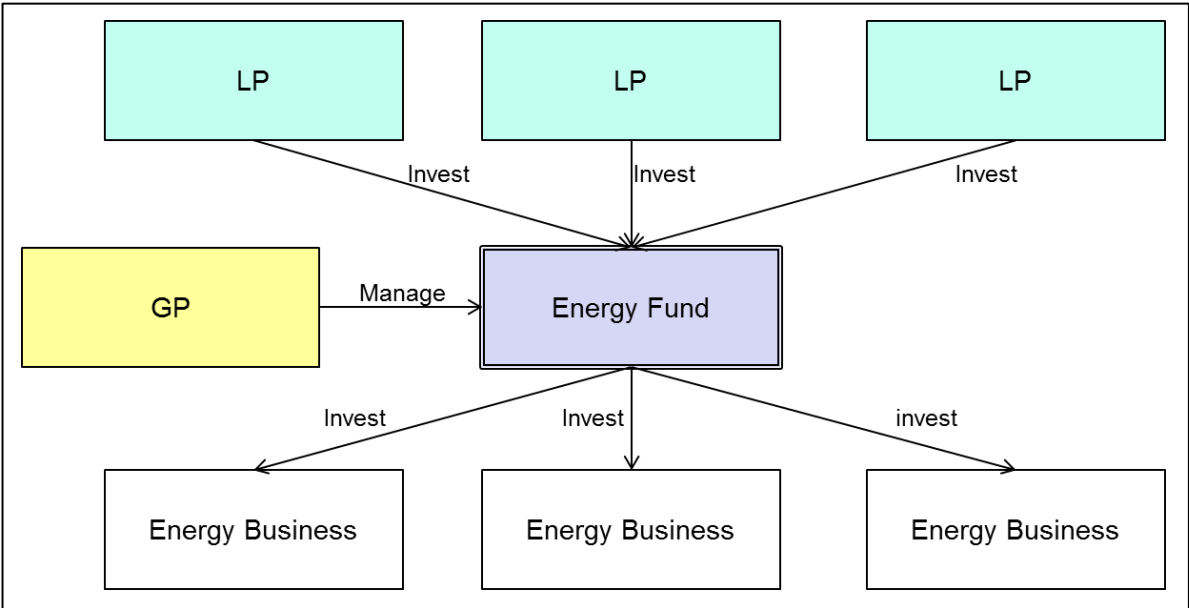 LP
LP
LP
Invest
Invest
Invest
GP
Manage
Energy Fund
Invest
Invest
invest
Energy Business
Energy Business
Energy Business